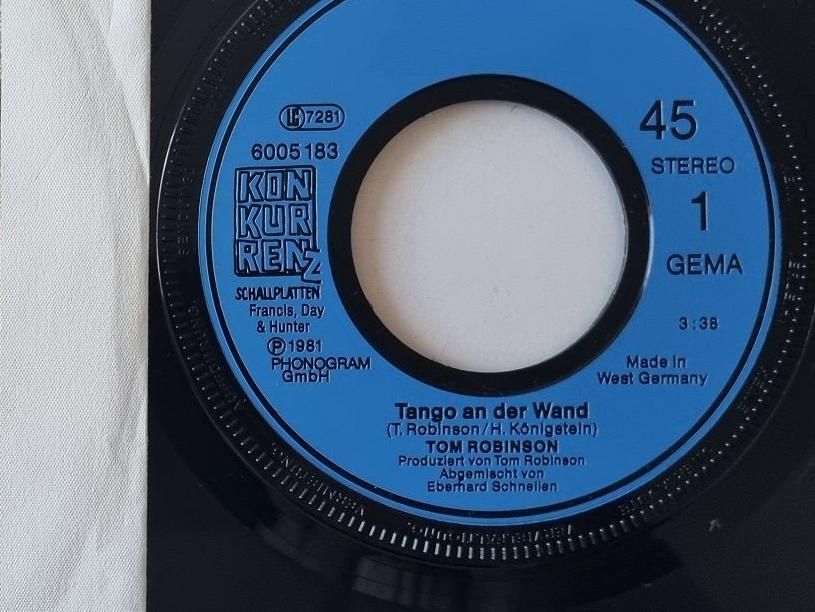 LC 7281
6005 183
KON
KUR
RENZ
SCHALLPLATTEN
Francis, Day
& Hunter
Ⓟ 1981
PHONOGRAM
GmbH
45
STEREO
1
GEMA
3:38
Made in
West Germany
Tango an der Wand
(T. Robinson/H. Königstein)
TOM ROBINSON
Produziert von Tom Robinson
Abgemischt von
Eberhard Schnellen